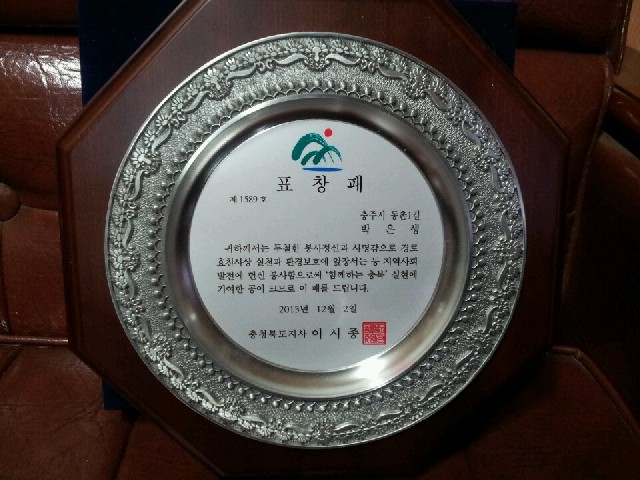 표 창 패
제 1589 호
충주시 동촌1길
박 은 생
귀하께서는 투철한 봉사정신과 사명감으로 경로
효친사상 실천과 환경보호에 앞장서는 등 지역사회
발전에 헌신 봉사함으로써 '함께하는 충북' 실현에
기여한 공이 크므로 이 패를 드립니다.
2013년 12월 2일
충청북도지사 이 시 종